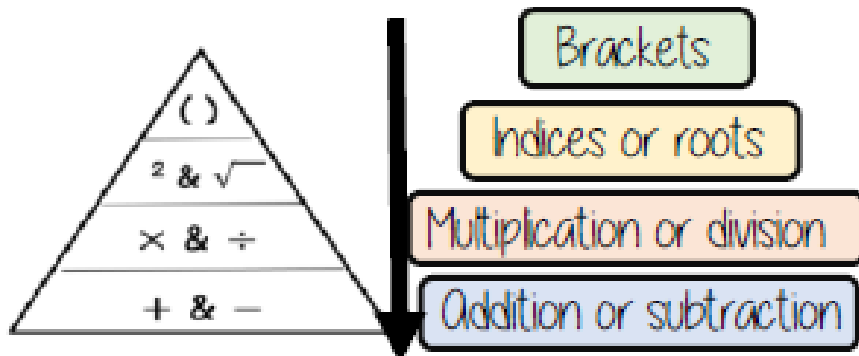 ( )
² & √
× & ÷
+ & −
Brackets
Indices or roots
Multiplication or division
Addition or subtraction